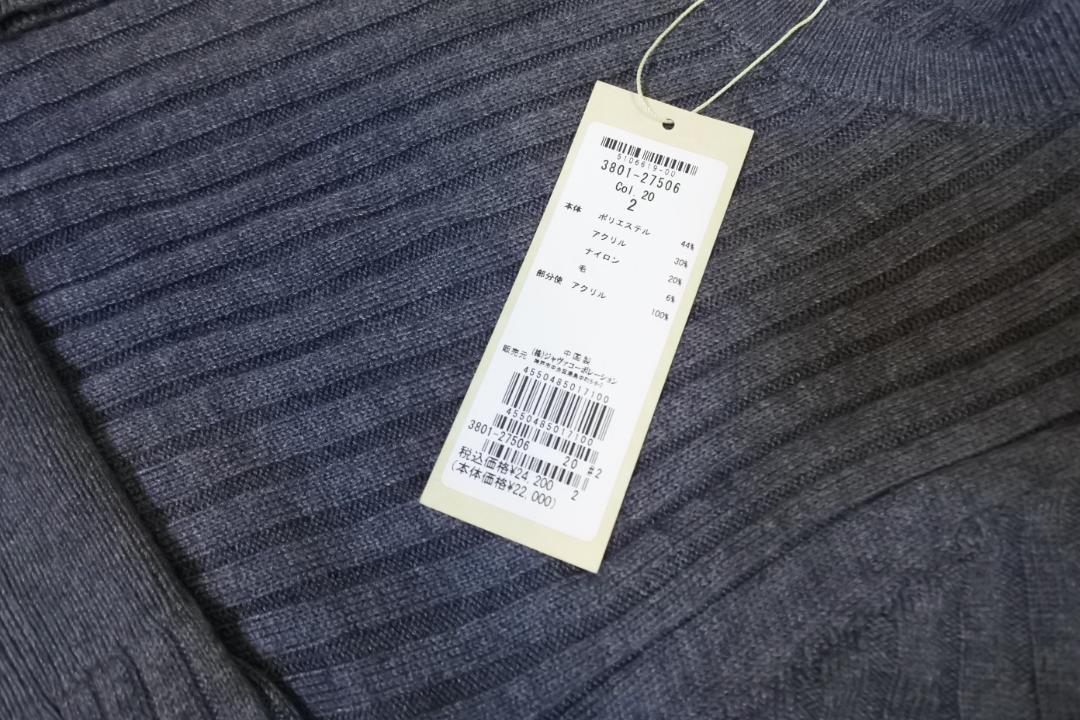 5106619-00
3801-27506
Col. 20
2
本体 ポリエステル 44%
アクリル 30%
ナイロン 20%
毛 6%
部分使 アクリル 100%
中国製
販売元 (株)ジャヴァコーポレーション
4550485017100
4550485017100
3801-27506
20 #2
税込価格¥24,200 2
(本体価格¥22,000)